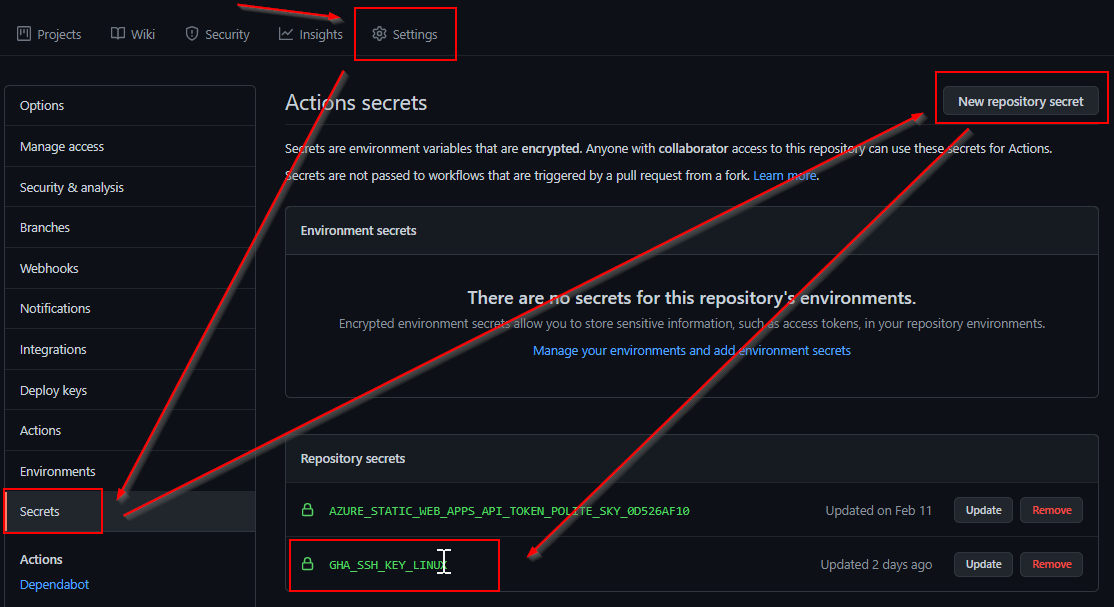 Projects
Wiki
Security
Insights
Settings
Options
Manage access
Security & analysis
Branches
Webhooks
Notifications
Integrations
Deploy keys
Actions
Environments
Secrets
Actions
Dependabot
Actions secrets
New repository secret
Secrets are environment variables that are encrypted. Anyone with collaborator access to this repository can use these secrets for Actions.
Secrets are not passed to workflows that are triggered by a pull request from a fork. Learn more.
Environment secrets
There are no secrets for this repository's environments.
Encrypted environment secrets allow you to store sensitive information, such as access tokens, in your repository environments.
Manage your environments and add environment secrets
Repository secrets
AZURE_STATIC_WEB_APPS_API_TOKEN_POLITE_SKY_0D526AF10
Updated on Feb 11
Update
Remove
GHA_SSH_KEY_LINUX
Updated 2 days ago
Update
Remove